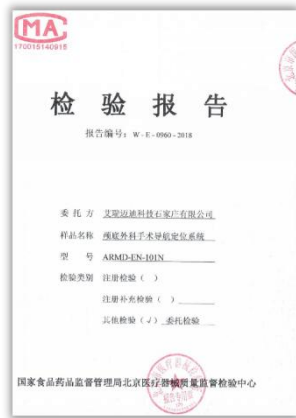 MA
170015140918
检 验 报 告
报告编号：W-E-0960-2018
委 托 方 艾瑞迈迪科技石家庄有限公司
样品名称 颅底外科手术导航定位系统
型 号 ARMD-EN-101N
检验类别 注册检验（ ）
注册补充检验（ ）
其他检验（√）委托检验
国家食品药品监督管理局北京医疗器械质量监督检验中心